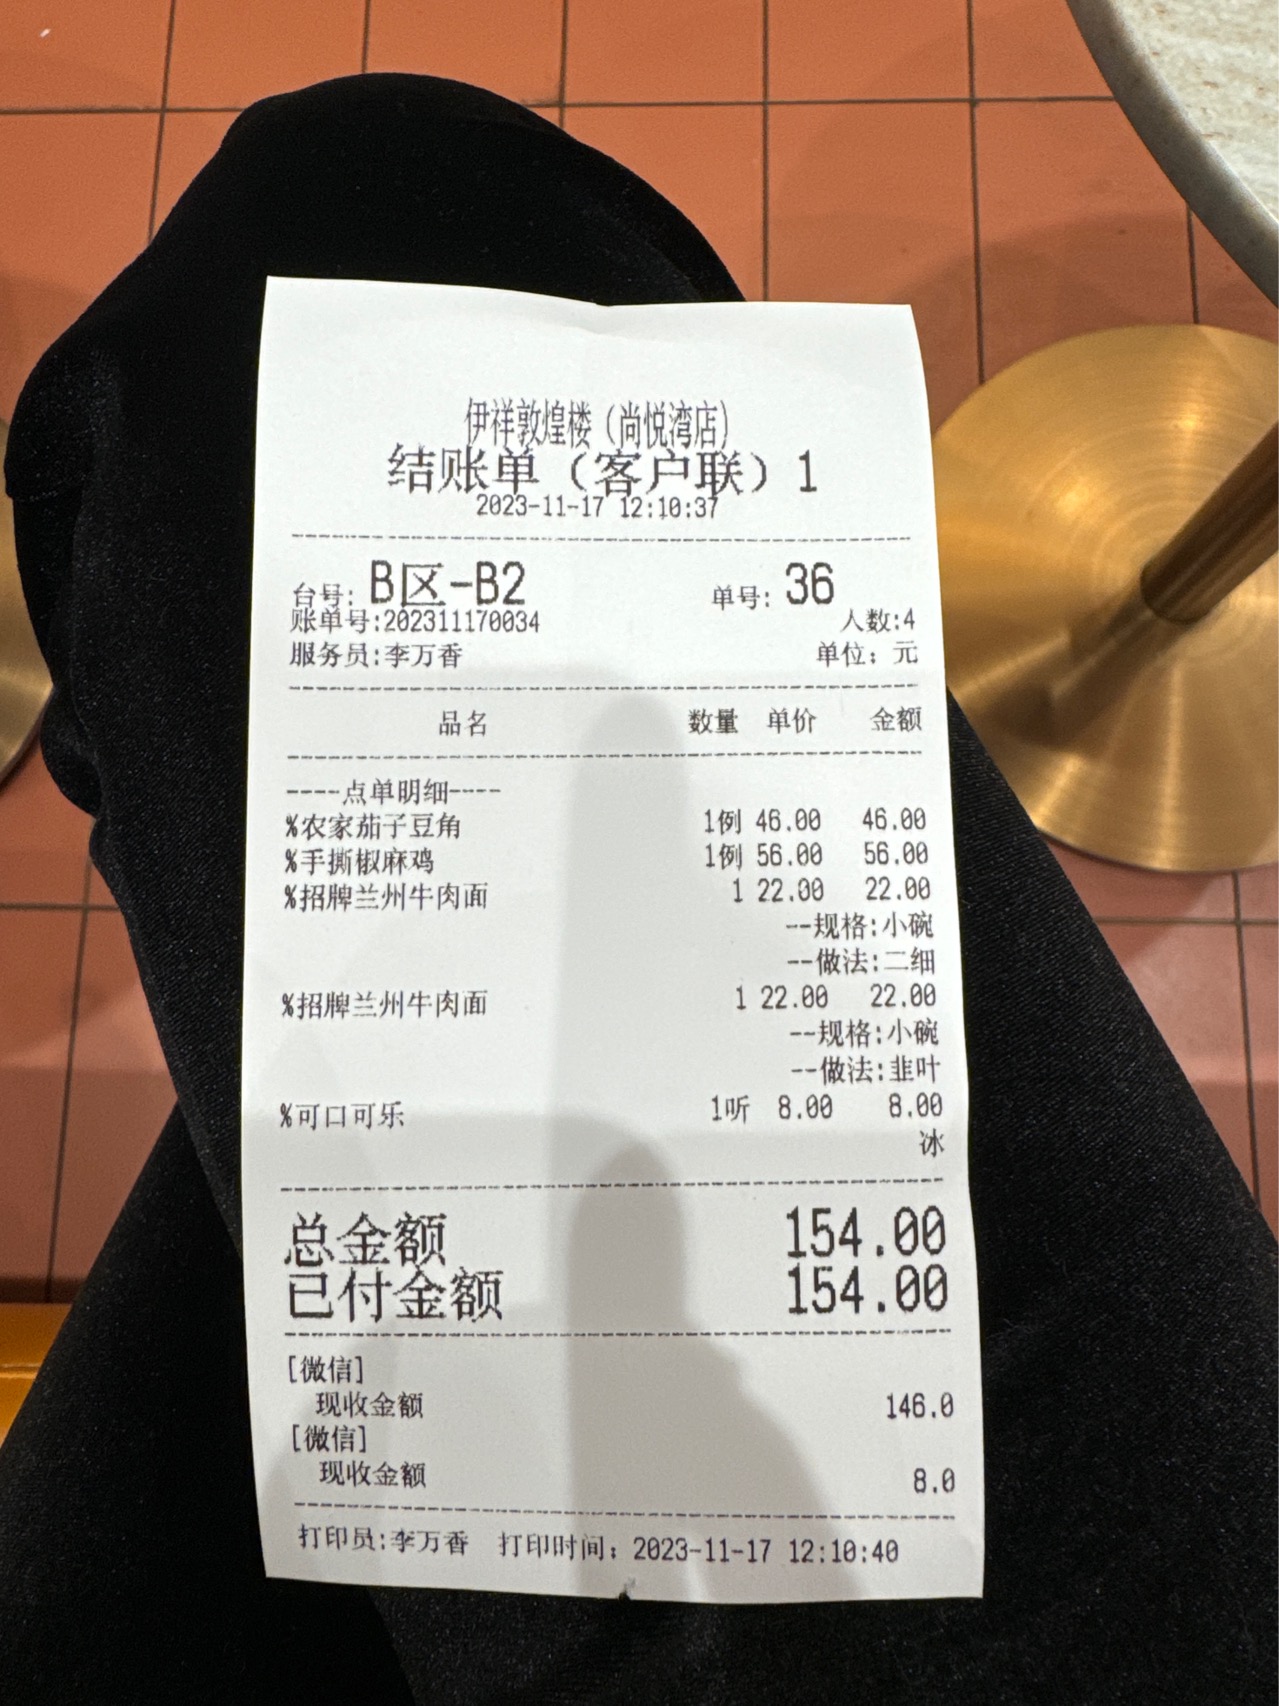 伊祥敦煌楼（尚悦湾店）
结账单（客户联）1
2023-11-17 12:10:37
台号: B区-B2 单号: 36
账单号:202311170034 人数:4
服务员:李万香 单位: 元
品名 数量 单价 金额
----点单明细----
%农家茄子豆角 1例 46.00 46.00
%手撕椒麻鸡 1例 56.00 56.00
%招牌兰州牛肉面 1 22.00 22.00
--规格:小碗
--做法:二细
%招牌兰州牛肉面 1 22.00 22.00
--规格:小碗
--做法:韭叶
%可口可乐 1听 8.00 8.00
冰
总金额 154.00
已付金额 154.00
[微信]
现收金额 146.0
[微信]
现收金额 8.0
打印员:李万香 打印时间: 2023-11-17 12:10:40